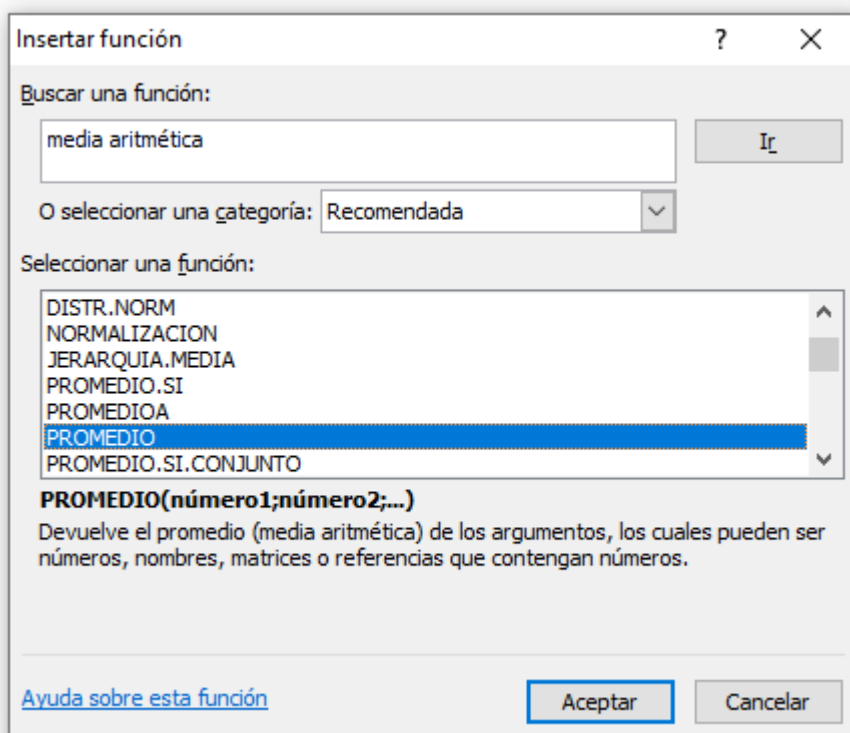 Insertar función ?
Buscar una función:
media aritmética
Ir
O seleccionar una categoría: Recomendada
Seleccionar una función:
DISTR.NORM
NORMALIZACION
JERARQUIA.MEDIA
PROMEDIO.SI
PROMEDIOA
PROMEDIO
PROMEDIO.SI.CONJUNTO
PROMEDIO(número1;número2;...)
Devuelve el promedio (media aritmética) de los argumentos, los cuales pueden ser
números, nombres, matrices o referencias que contengan números.
Ayuda sobre esta función
Aceptar
Cancelar